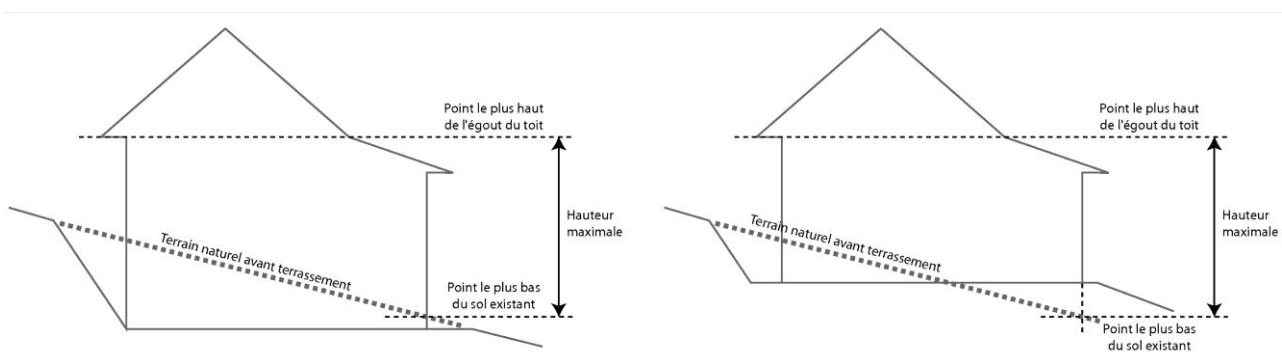 Point le plus haut
de l'égout du toit
Hauteur
maximale
Terrain naturel avant terrassement
Point le plus bas
du sol existant
Point le plus haut
de l'égout du toit
Hauteur
maximale
Terrain naturel avant terrassement
Point le plus bas
du sol existant